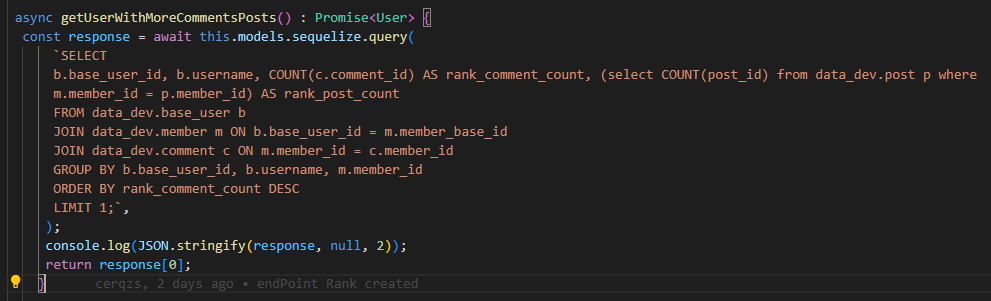 async getUserWithMoreCommentsPosts() : Promise<User> {
const response = await this.models.sequelize.query(
`SELECT
b.base_user_id, b.username, COUNT(c.comment_id) AS rank_comment_count, (select COUNT(post_id) from data_dev.post p where
m.member_id = p.member_id) AS rank_post_count
FROM data_dev.base_user b
JOIN data_dev.member m ON b.base_user_id = m.member_base_id
JOIN data_dev.comment c ON m.member_id = c.member_id
GROUP BY b.base_user_id, b.username, m.member_id
ORDER BY rank_comment_count DESC
LIMIT 1;`,
);
console.log(JSON.stringify(response, null, 2));
return response[0];
} cerqzs, 2 days ago • endPoint Rank created